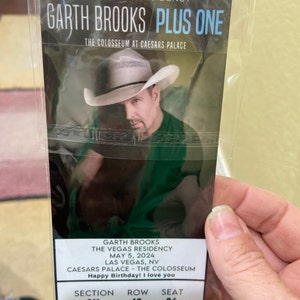 GARTH BROOKS PLUS ONE
THE COLOSSEUM AT CAESARS PALACE
GARTH BROOKS
THE VEGAS RESIDENCY
MAY 5, 2024
LAS VEGAS, NV
CAESARS PALACE - THE COLOSSEUM
Happy Birthday! I love you
SECTION ROW SEAT